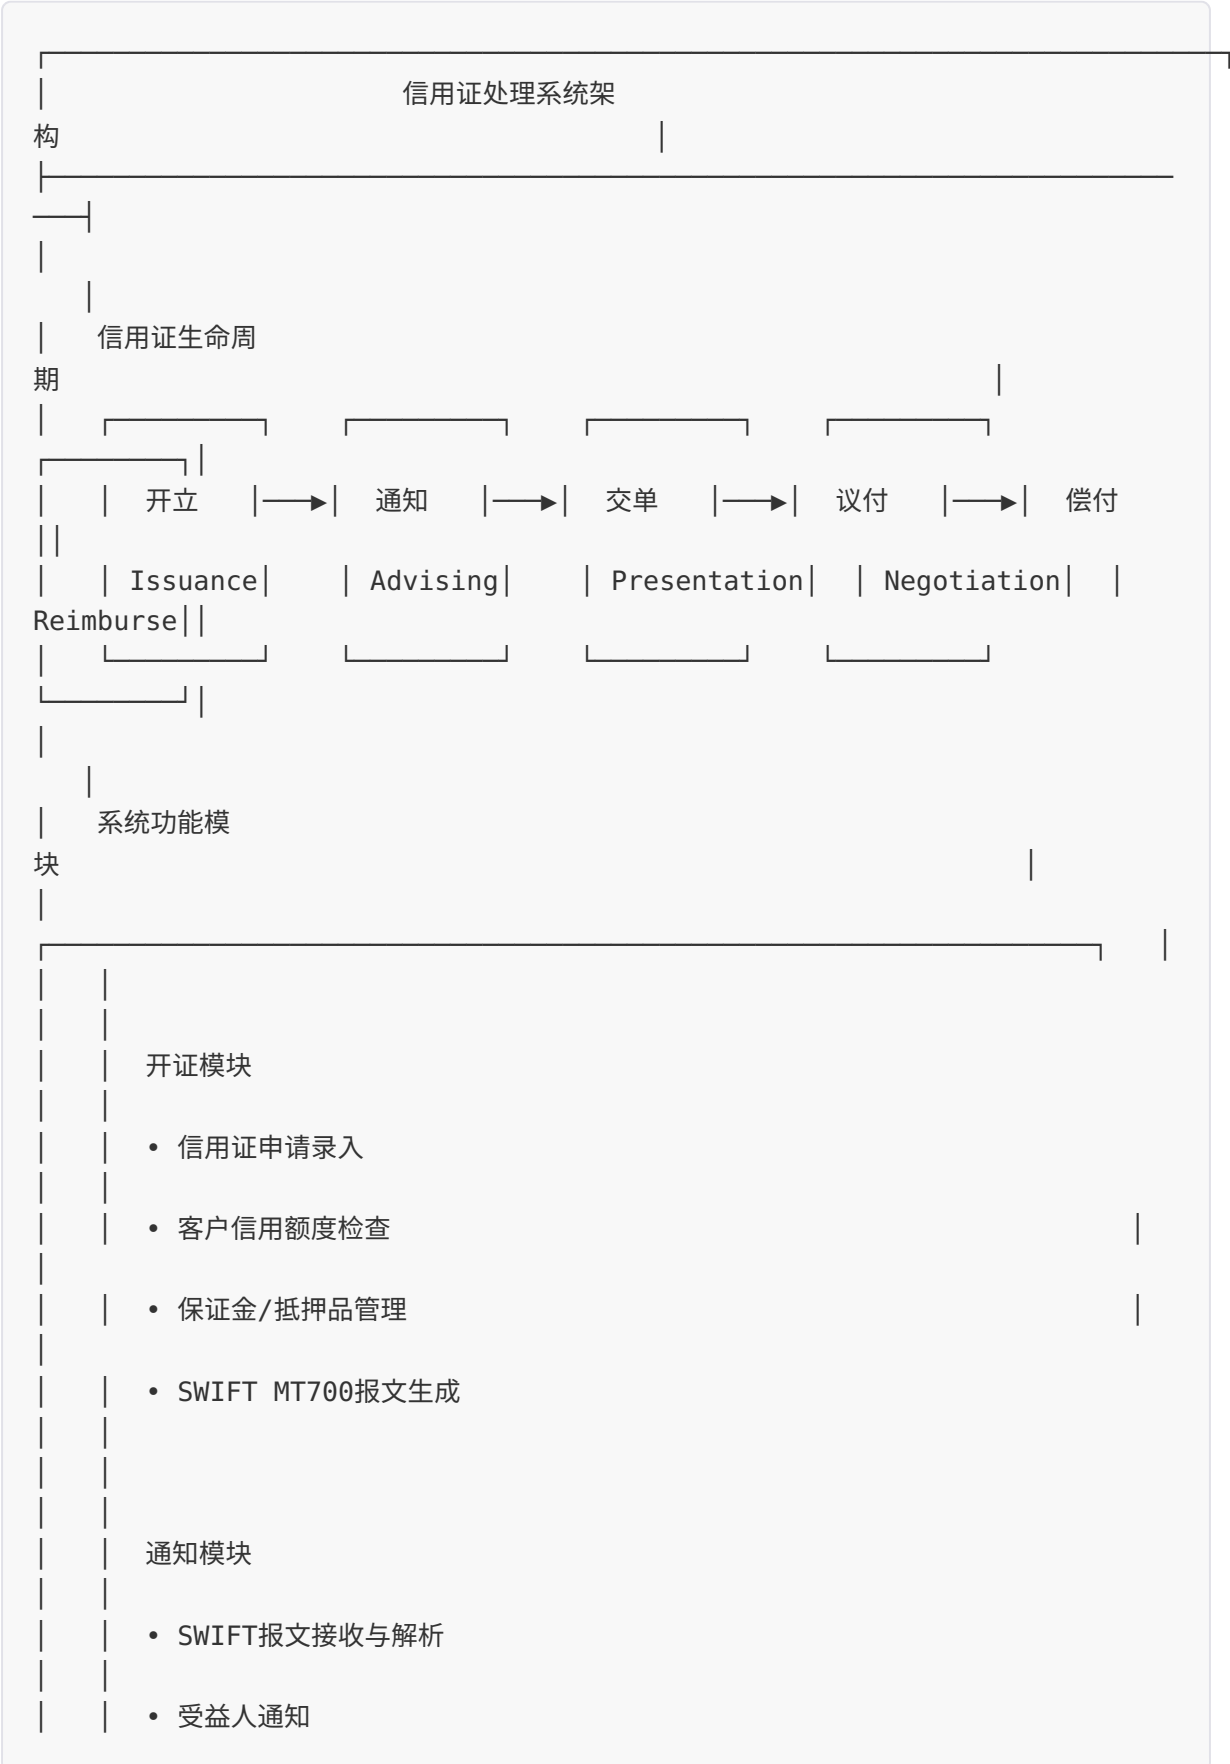 信用证处理系统架
构
信用证生命周
期
开立 通知 交单 议付 偿付
Issuance Advising Presentation Negotiation
Reimburse
系统功能模
块
开证模块
• 信用证申请录入
• 客户信用额度检查
• 保证金/抵押品管理
• SWIFT MT700报文生成
通知模块
• SWIFT报文接收与解析
• 受益人通知